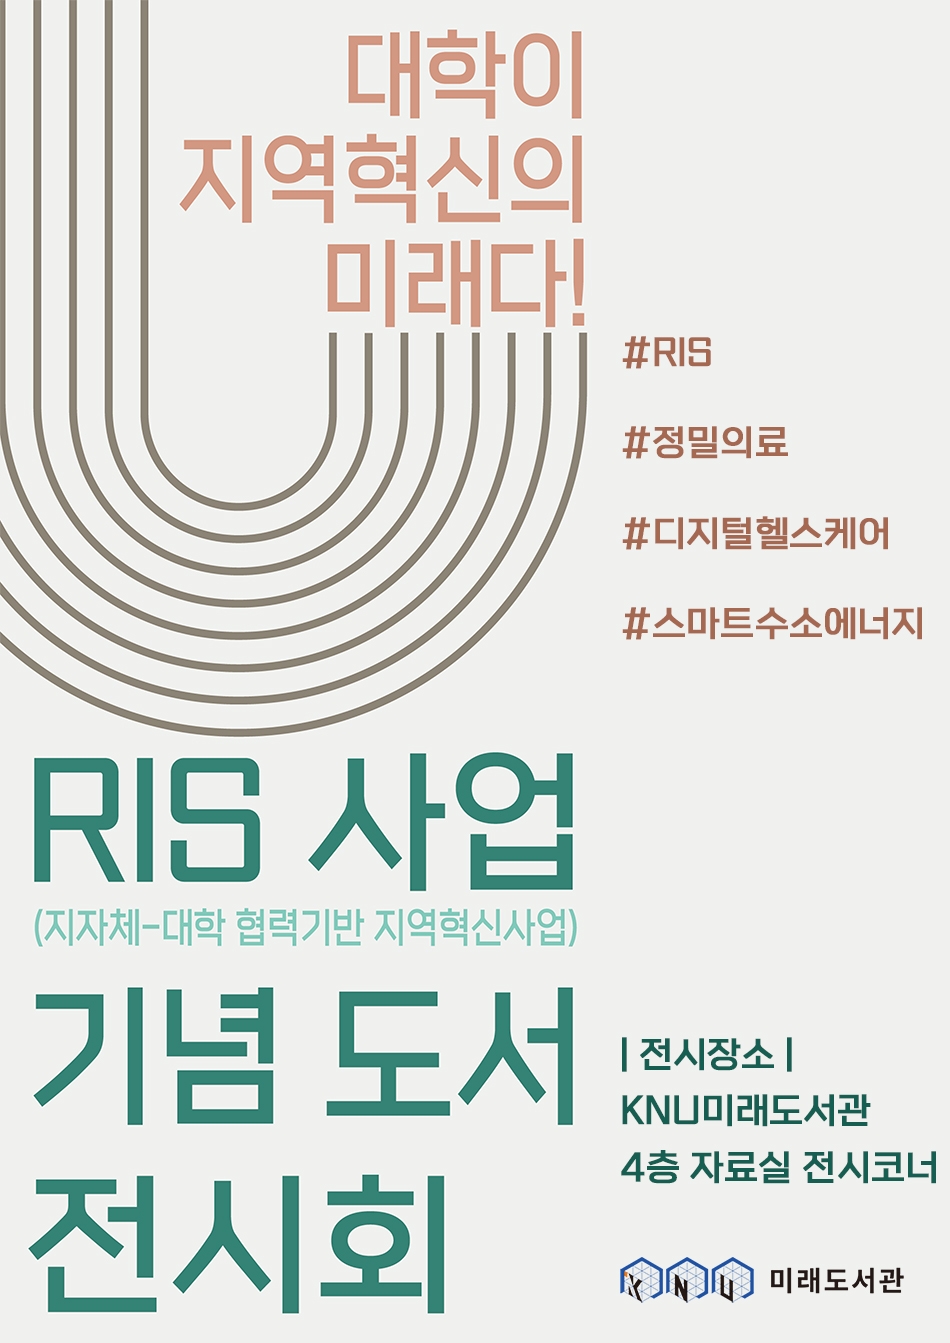 대학이
지역혁신의
미래다!
#RIS
#정밀의료
#디지털헬스케어
#스마트수소에너지
RIS 사업
(지자체-대학 협력기반 지역혁신사업)
기념 도서
전시회
| 전시장소 |
KNU미래도서관
4층 자료실 전시코너
KNU 미래도서관